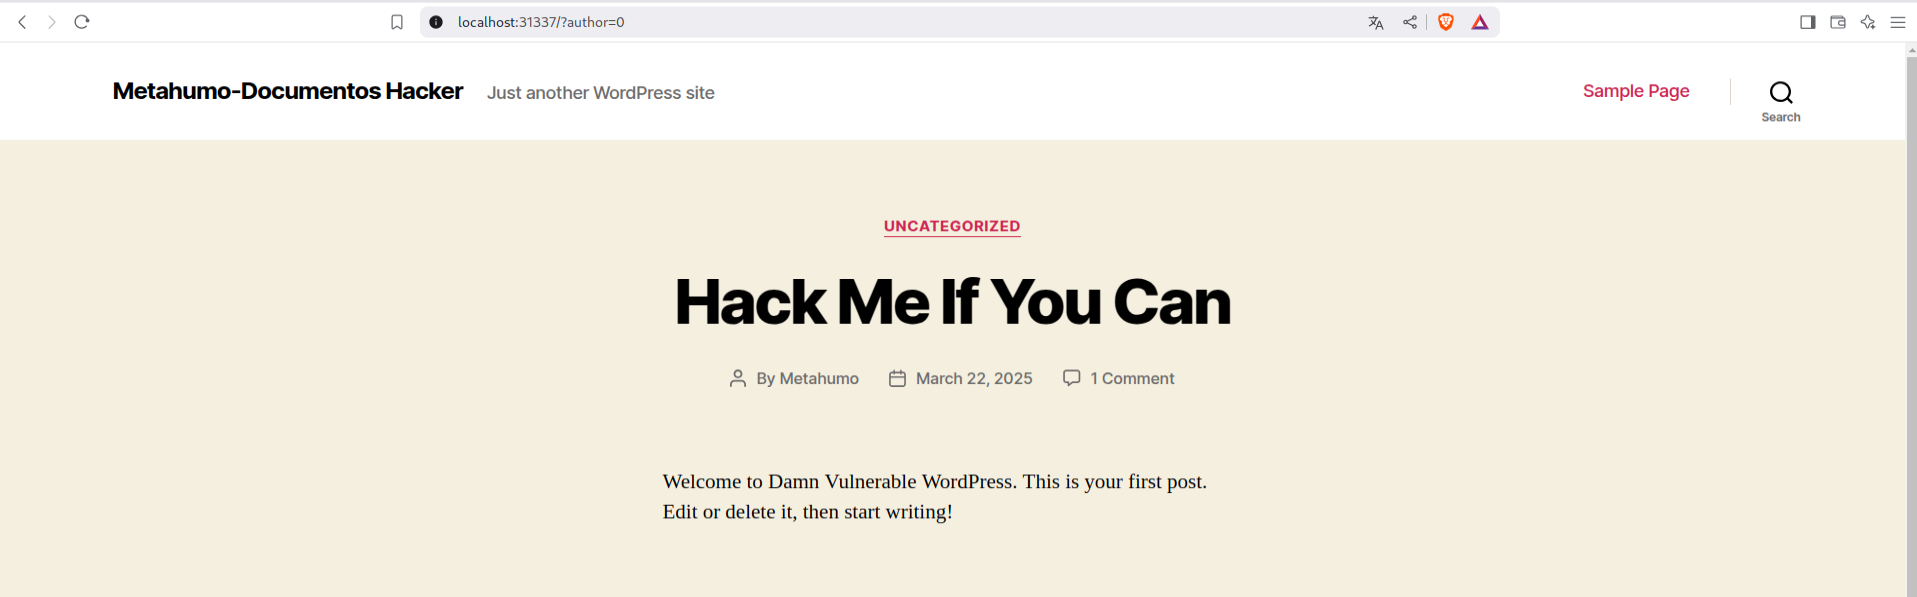 localhost:31337/?author=0
Metahumo-Documentos Hacker Just another WordPress site Sample Page
Search
UNCATEGORIZED
Hack Me If You Can
By Metahumo March 22, 2025 1 Comment
Welcome to Damn Vulnerable WordPress. This is your first post.
Edit or delete it, then start writing!